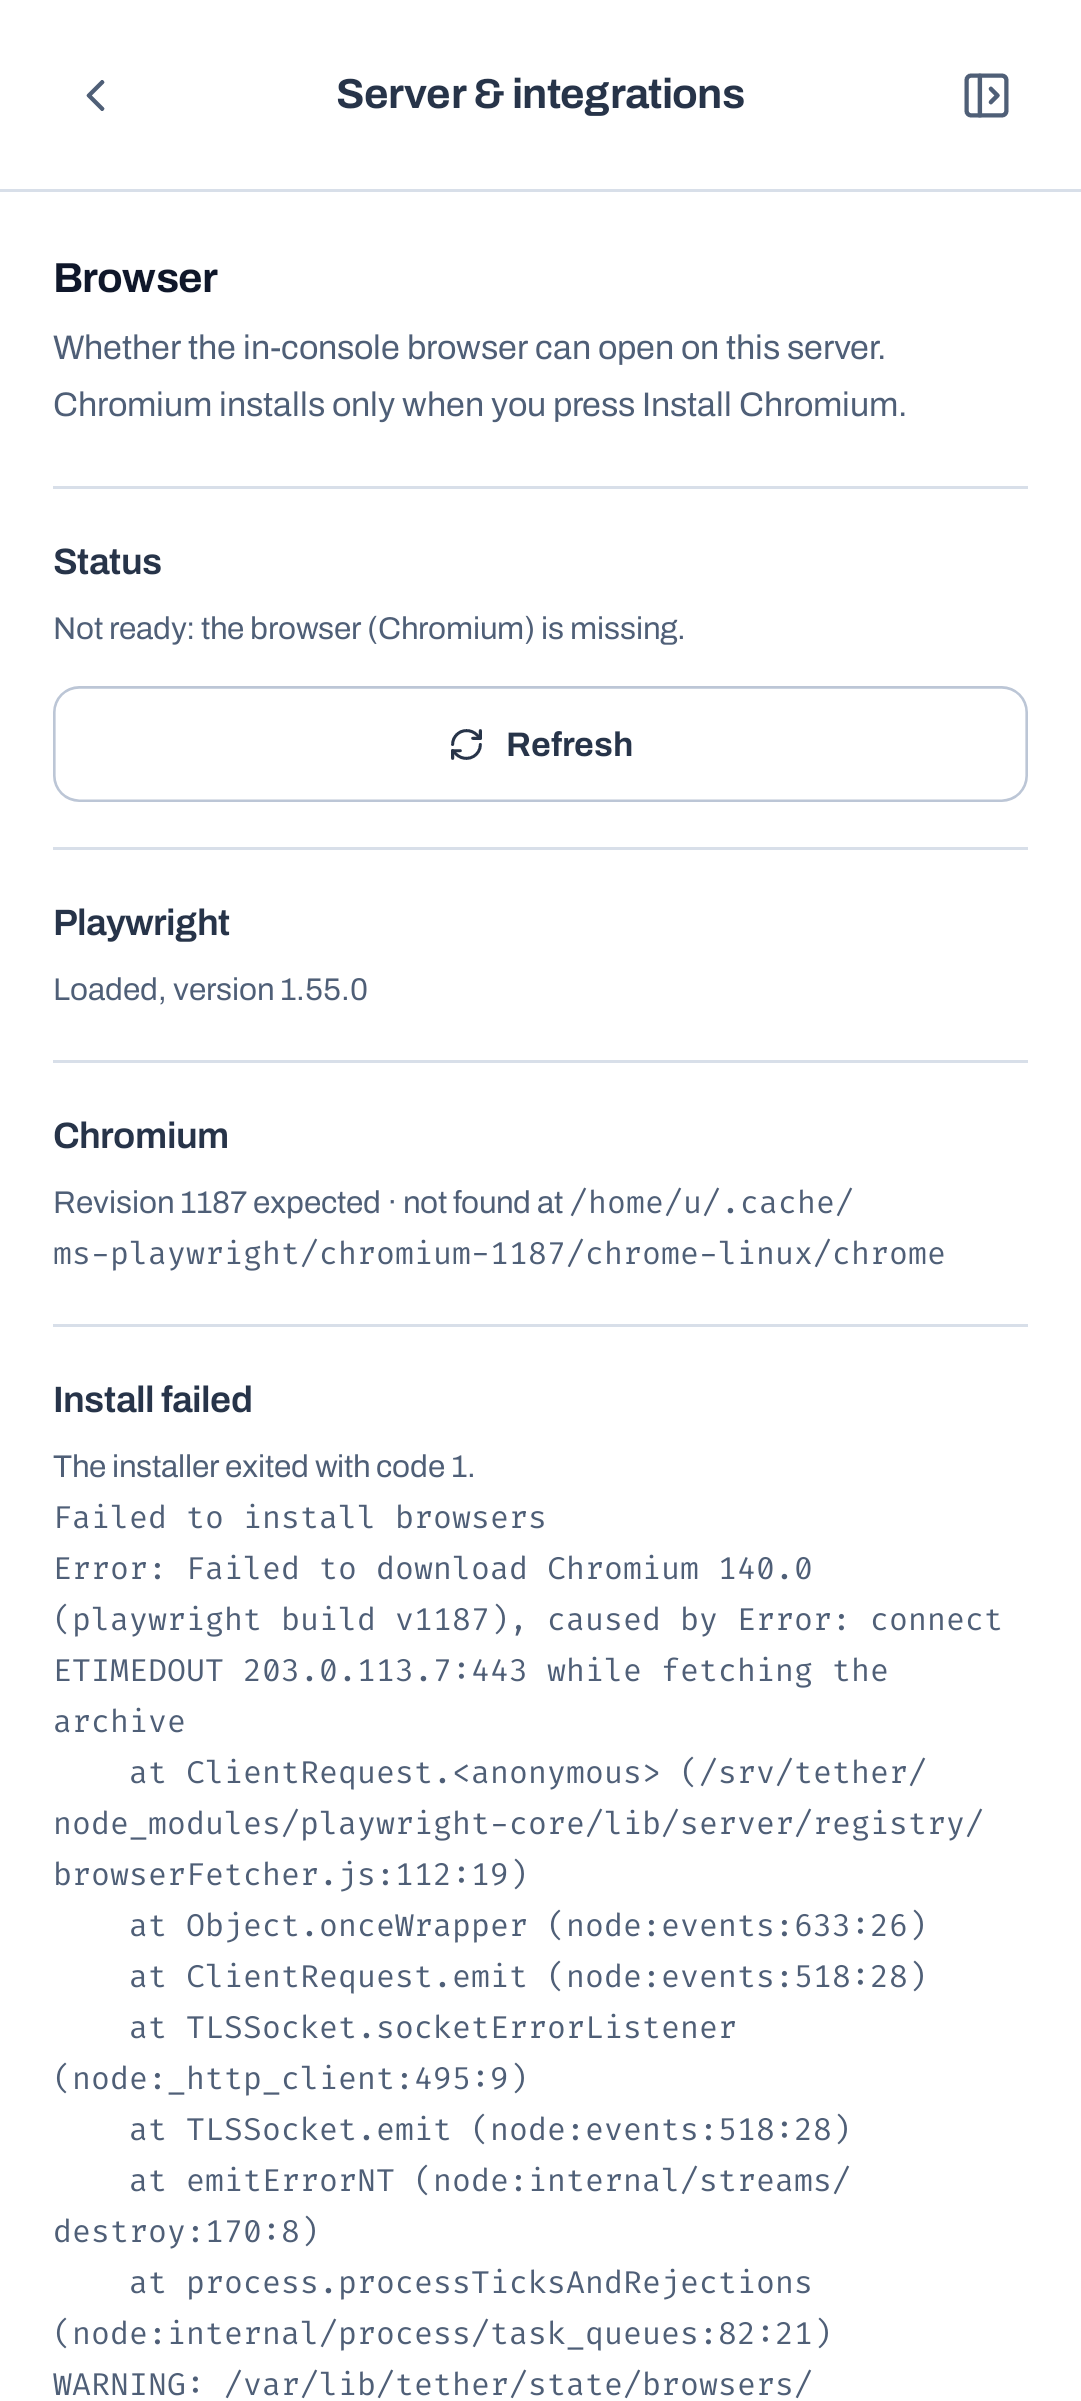 Server & integrations
Browser
Whether the in-console browser can open on this server.
Chromium installs only when you press Install Chromium.
Status
Not ready: the browser (Chromium) is missing.
Refresh
Playwright
Loaded, version 1.55.0
Chromium
Revision 1187 expected · not found at /home/u/.cache/
ms-playwright/chromium-1187/chrome-linux/chrome
Install failed
The installer exited with code 1.
Failed to install browsers
Error: Failed to download Chromium 140.0
(playwright build v1187), caused by Error: connect
ETIMEDOUT 203.0.113.7:443 while fetching the
archive
    at ClientRequest.<anonymous> (/srv/tether/
node_modules/playwright-core/lib/server/registry/
browserFetcher.js:112:19)
    at Object.onceWrapper (node:events:633:26)
    at ClientRequest.emit (node:events:518:28)
    at TLSSocket.socketErrorListener
(node:_http_client:495:9)
    at TLSSocket.emit (node:events:518:28)
    at emitErrorNT (node:internal/streams/
destroy:170:8)
    at process.processTicksAndRejections
(node:internal/process/task_queues:82:21)
WARNING: /var/lib/tether/state/browsers/